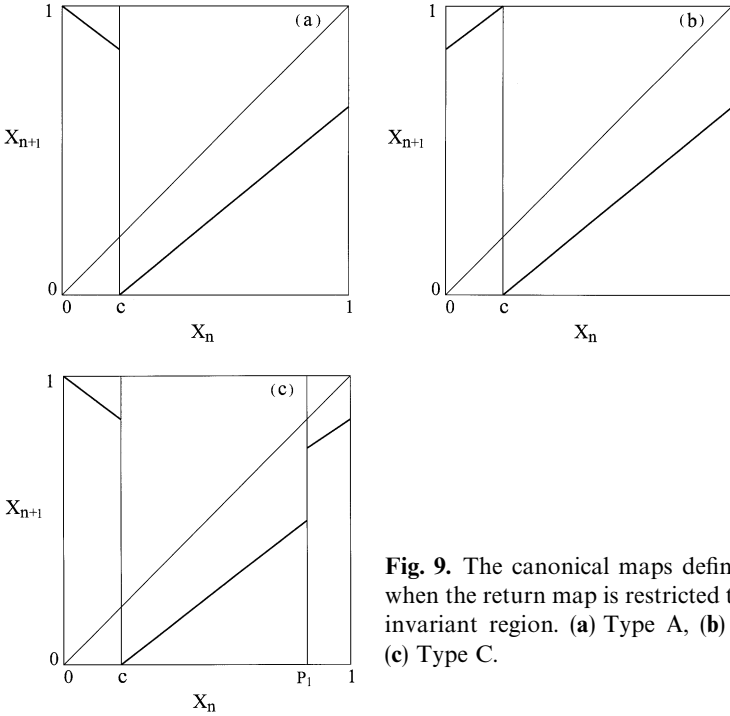 1
(a)
X_{n+1}
0
0 c 1
X_n
(b)
X_{n+1}
0
0 c
X_n
1
(c)
X_{n+1}
0
0 c P_1 1
X_n
Fig. 9. The canonical maps defin
when the return map is restricted t
invariant region. (a) Type A, (b)
(c) Type C.